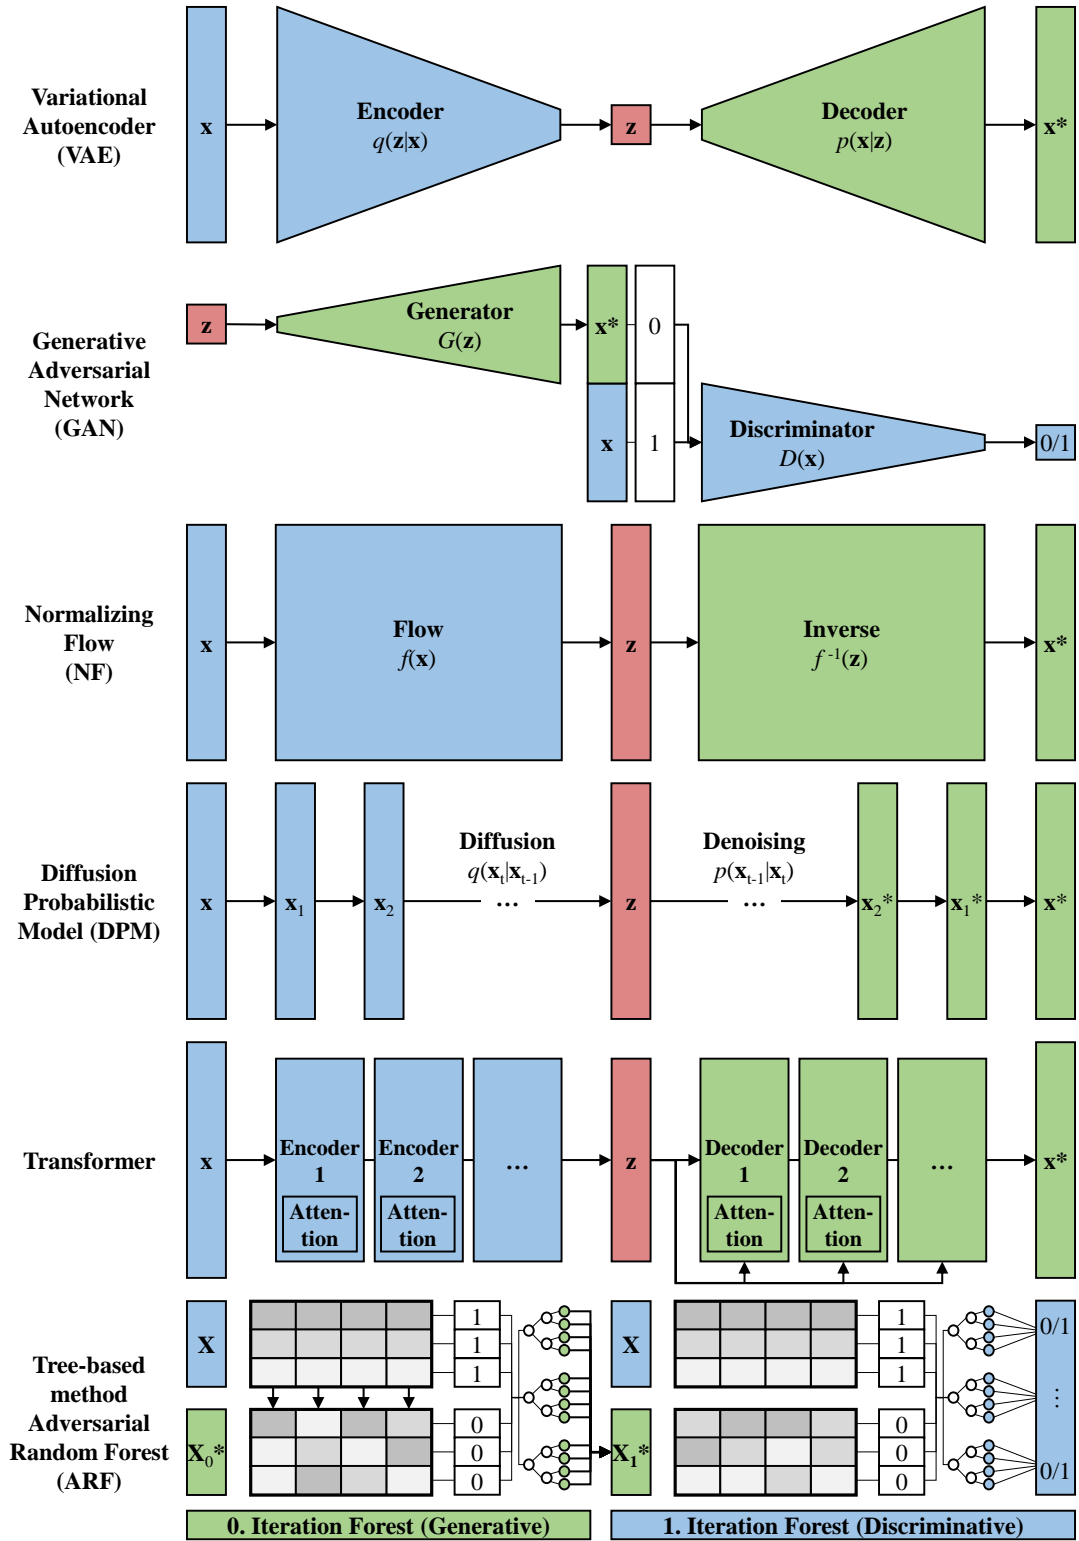 Variational
Autoencoder
(VAE)
x
Encoder
q(z|x)
z
Decoder
p(x|z)
x*
Generative
Adversarial
Network
(GAN)
z
Generator
G(z)
x*
0
x
1
Discriminator
D(x)
0/1
Normalizing
Flow
(NF)
x
Flow
f(x)
z
Inverse
f⁻¹(z)
x*
Diffusion
Probabilistic
Model (DPM)
x
x₁
x₂
Diffusion
q(xₜ|xₜ₋₁)
...
z
Denoising
p(xₜ₋₁|xₜ)
...
x₂*
x₁*
x*
Transformer
x
Encoder
1
Atten-
tion
Encoder
2
Atten-
tion
...
z
Decoder
1
Atten-
tion
Decoder
2
Atten-
tion
...
x*
Tree-based
method
Adversarial
Random Forest
(ARF)
X
1
1
1
X₀*
0
0
0
X
1
1
1
X₁*
0
0
0
0/1
...
0/1
0. Iteration Forest (Generative)
1. Iteration Forest (Discriminative)